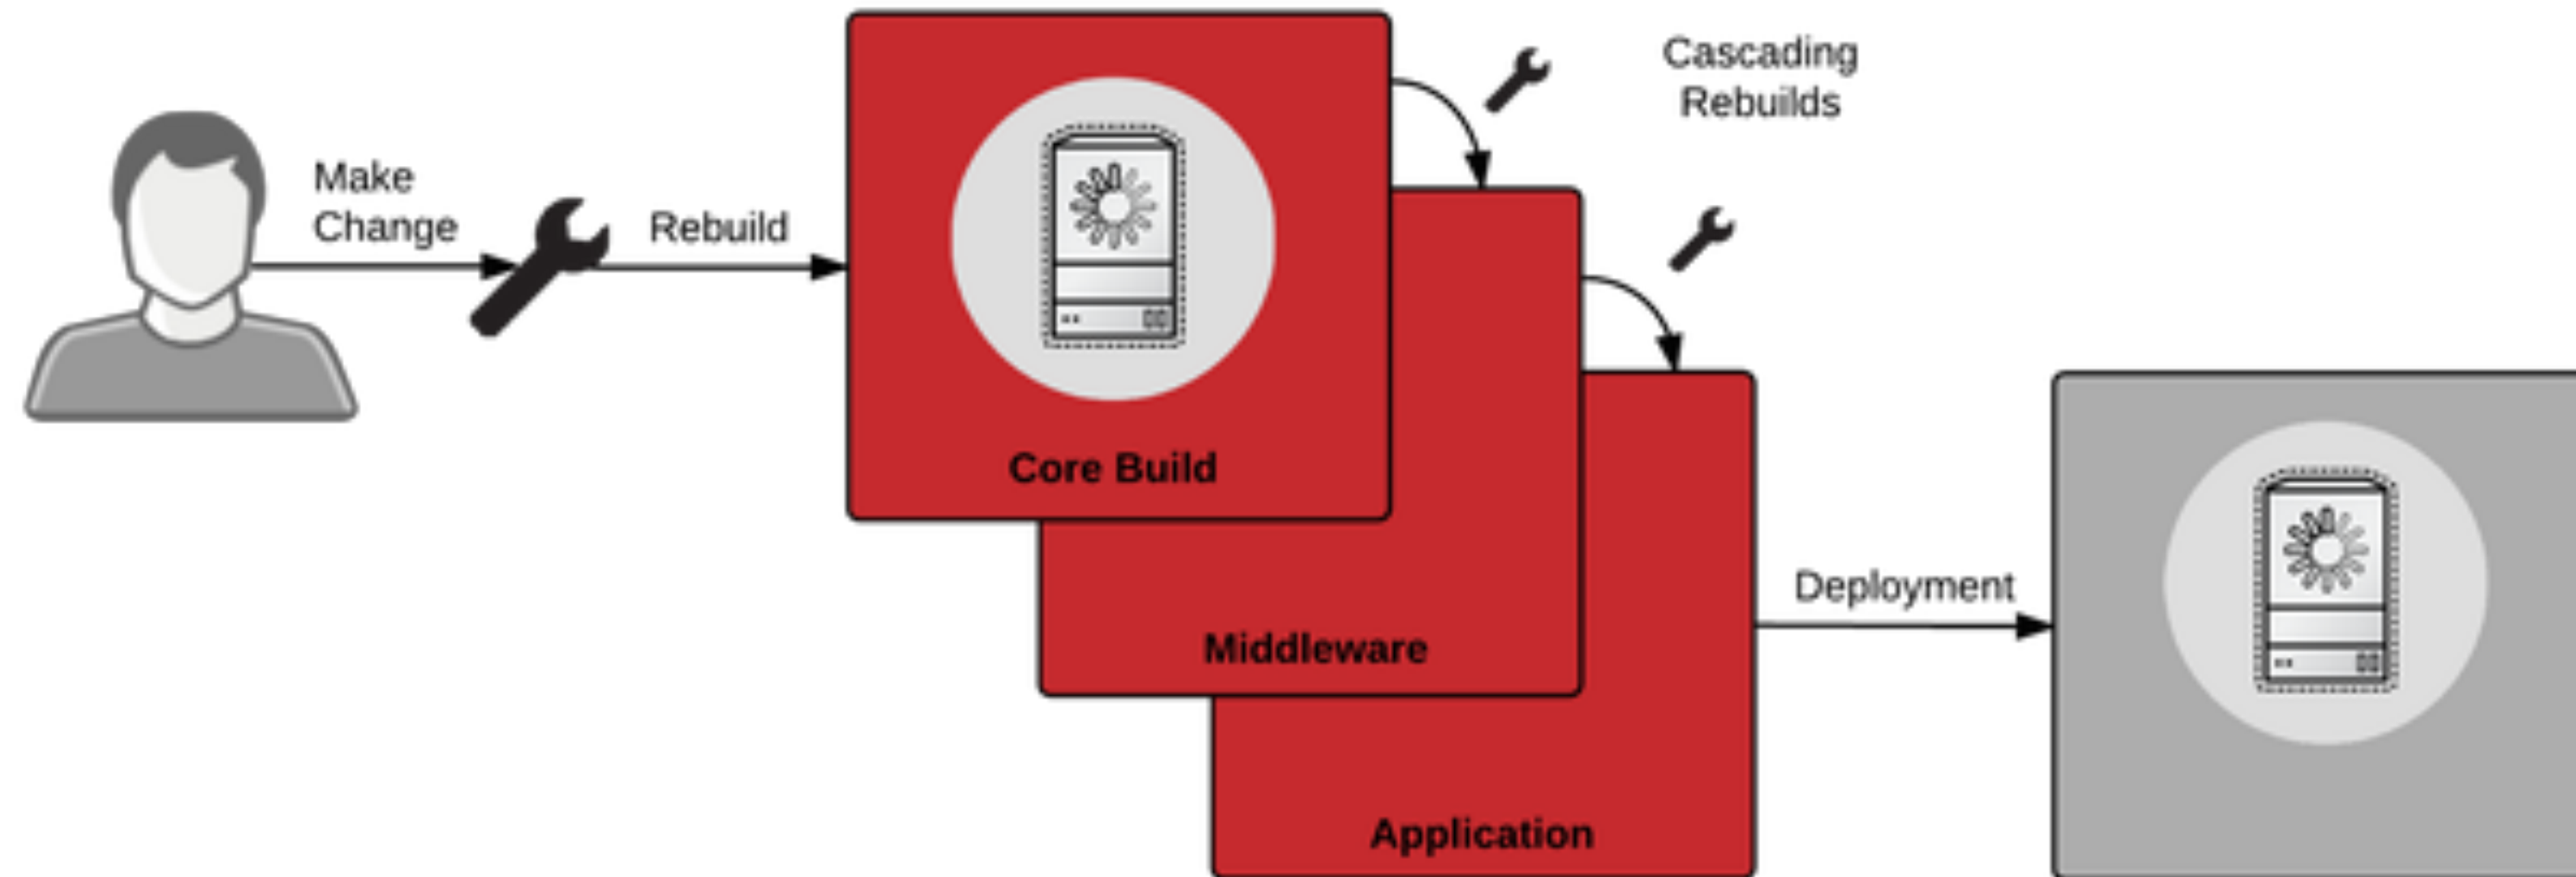 Make
Change
Rebuild
Cascading
Rebuilds
Core Build
Middleware
Application
Deployment